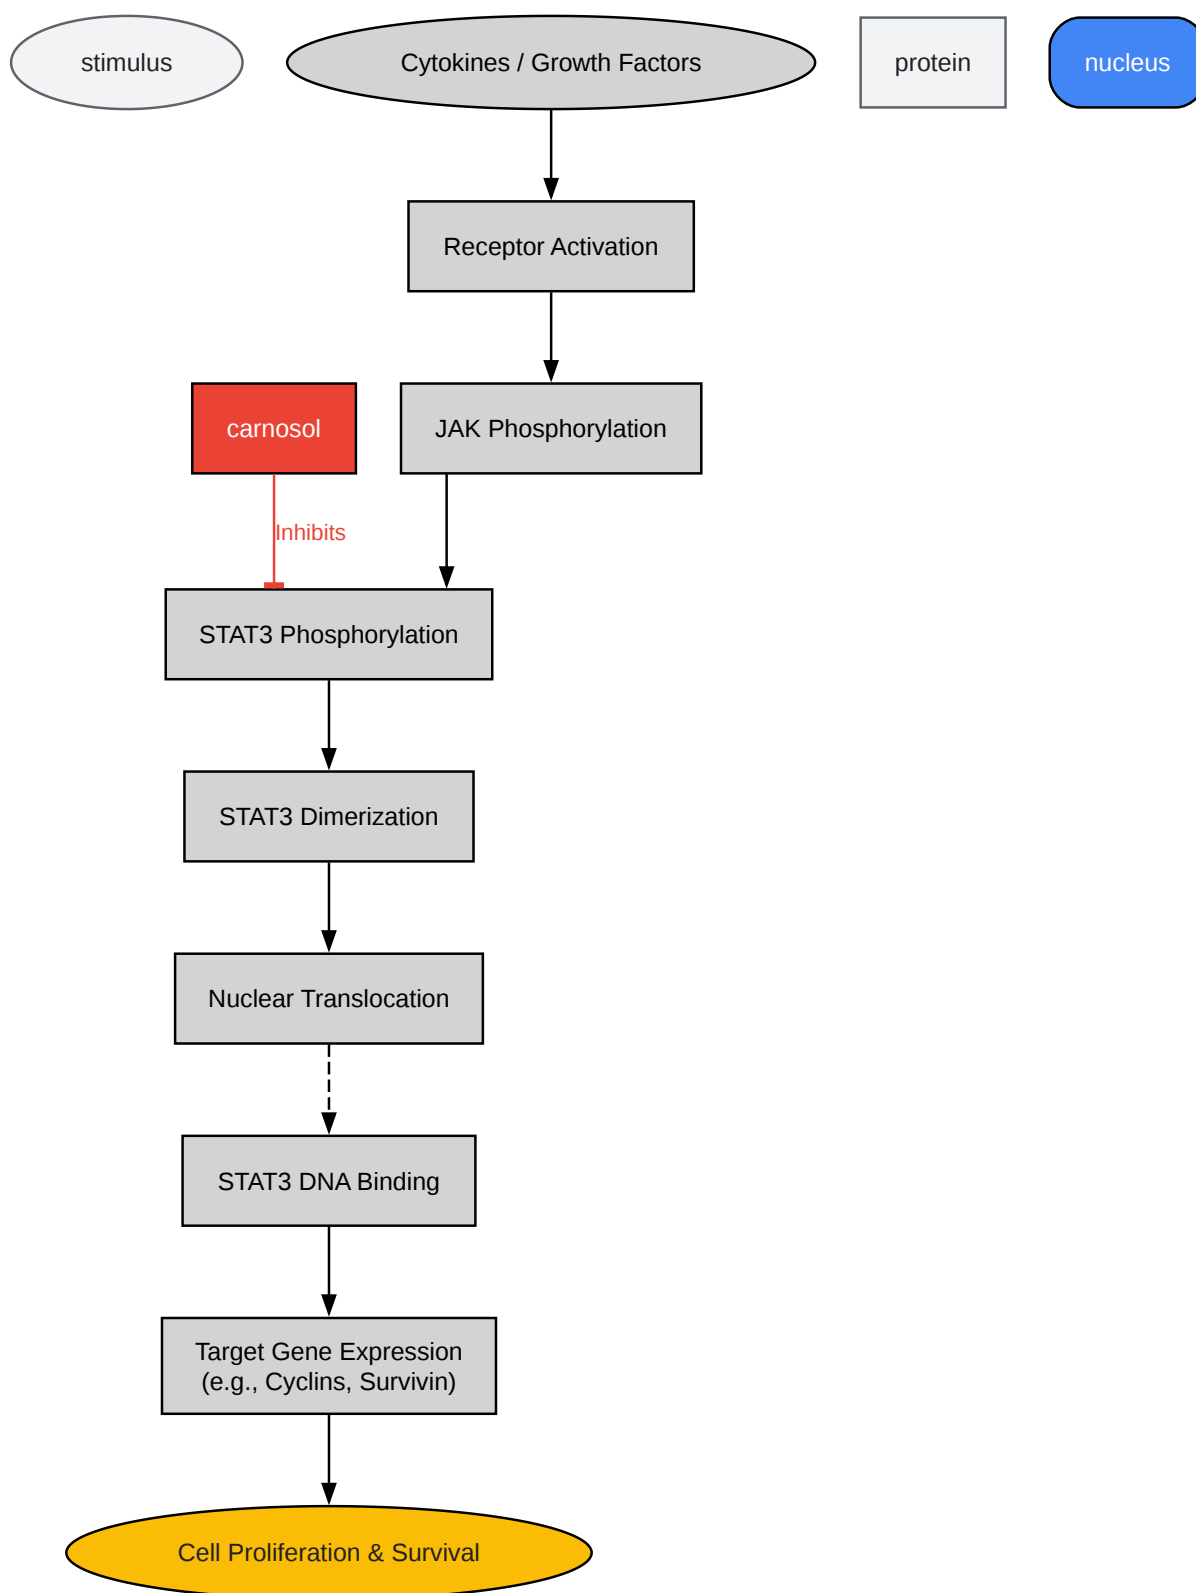 stimulus
Cytokines / Growth Factors
protein
nucleus
Receptor Activation
carnosol
JAK Phosphorylation
Inhibits
STAT3 Phosphorylation
STAT3 Dimerization
Nuclear Translocation
STAT3 DNA Binding
Target Gene Expression
(e.g., Cyclins, Survivin)
Cell Proliferation & Survival